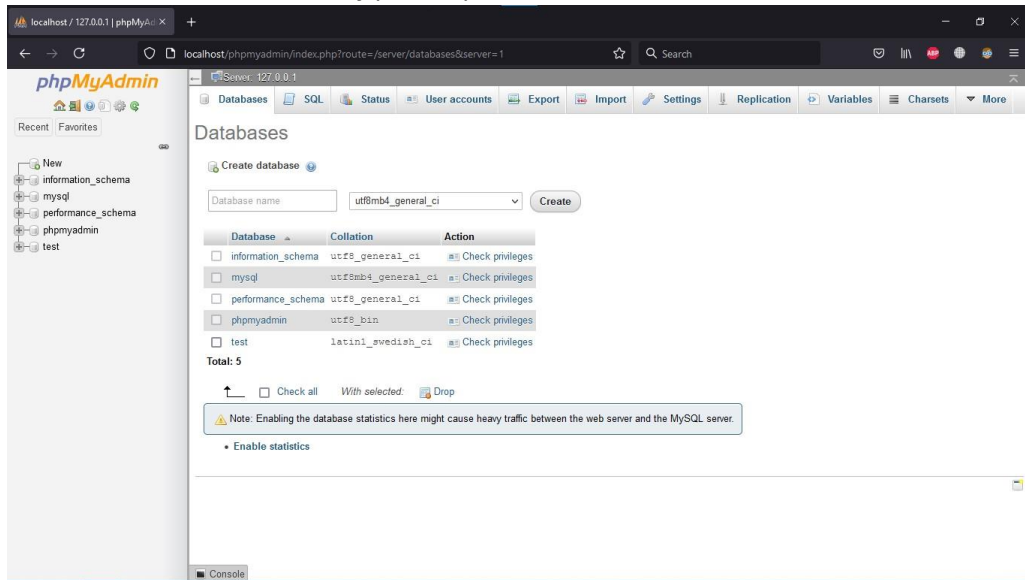 localhost / 127.0.0.1 | phpMyAd
localhost/phpmyadmin/index.php?route=/server/databases&server=1
Search
ABP
phpMyAdmin
Recent Favorites
New
information_schema
mysql
performance_schema
phpmyadmin
test
Server: 127.0.0.1
Databases SQL Status User accounts Export Import Settings Replication Variables Charsets More
Databases
Create database
Database name utf8mb4_general_ci Create
Database Collation Action
information_schema utf8_general_ci Check privileges
mysql utf8mb4_general_ci Check privileges
performance_schema utf8_general_ci Check privileges
phpmyadmin utf8_bin Check privileges
test latin1_swedish_ci Check privileges
Total: 5
Check all With selected: Drop
Note: Enabling the database statistics here might cause heavy traffic between the web server and the MySQL server.
• Enable statistics
Console